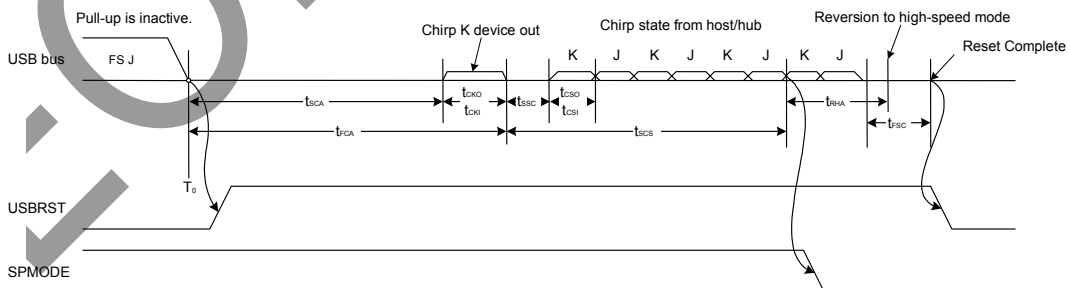 Pull-up is inactive.
Chirp K device out
Chirp state from host/hub
Reversion to high-speed mode
Reset Complete
USB bus
FS J
K J K J K J K J
tSCA
tCKO
tCKI
tSSC
tCSO
tCSI
tRHA
tFCA
tSCS
tFSC
T0
USBRST
SPMODE